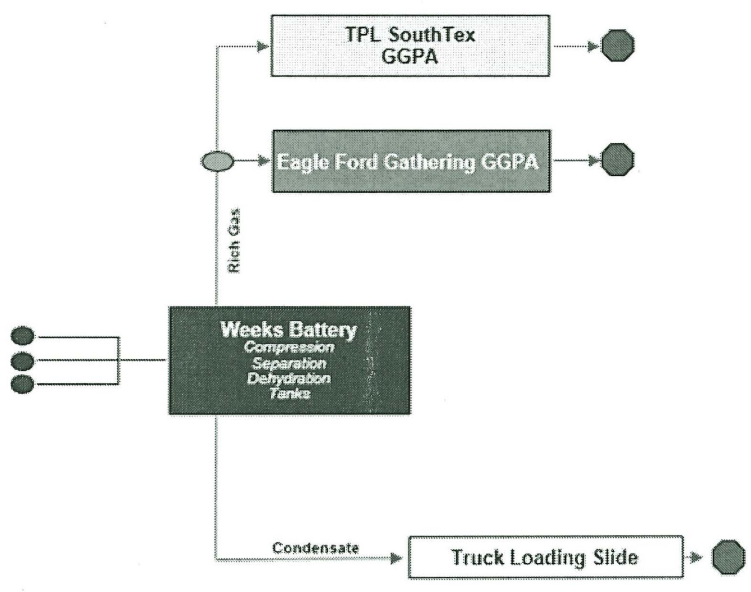 TPL SouthTex
GGPA
Eagle Ford Gathering GGPA
Rich Gas
Weeks Battery
Compression
Separation
Dehydration
Tanks
Condensate
Truck Loading Slide